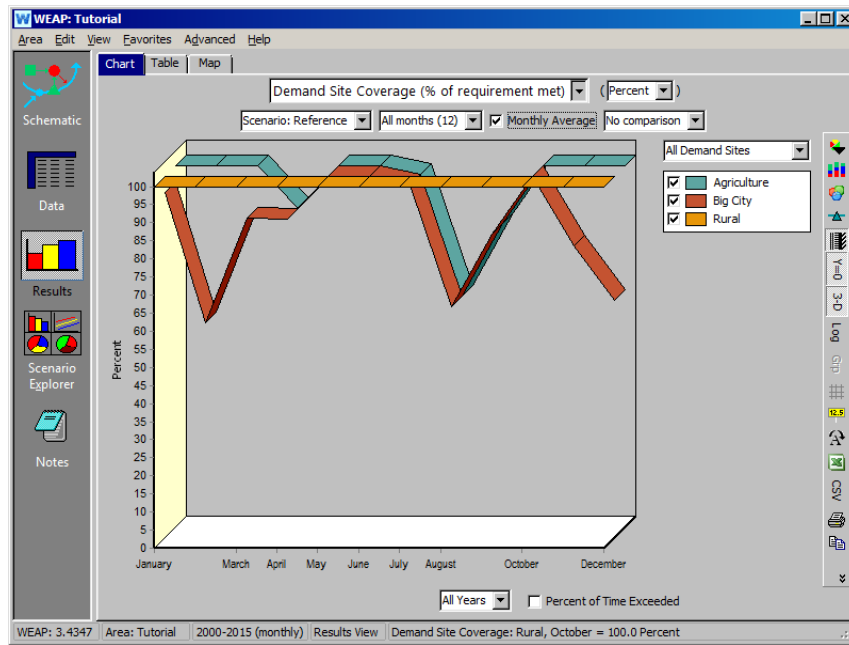 WEAP: Tutorial
Area Edit View Favorites Advanced Help
Chart Table Map
Demand Site Coverage (% of requirement met) (Percent)
Scenario: Reference All months (12) Monthly Average No comparison
Schematic
Data
Results
Scenario
Explorer
Notes
All Demand Sites
Agriculture
Big City
Rural
Percent
100
95
90
85
80
75
70
65
60
55
50
45
40
35
30
25
20
15
10
5
0
January March April May June July August October December
Y=0
3-D
Log
Grp
12.5
A
CSV
All Years Percent of Time Exceeded
WEAP: 3.4347 Area: Tutorial 2000-2015 (monthly) Results View Demand Site Coverage: Rural, October = 100.0 Percent